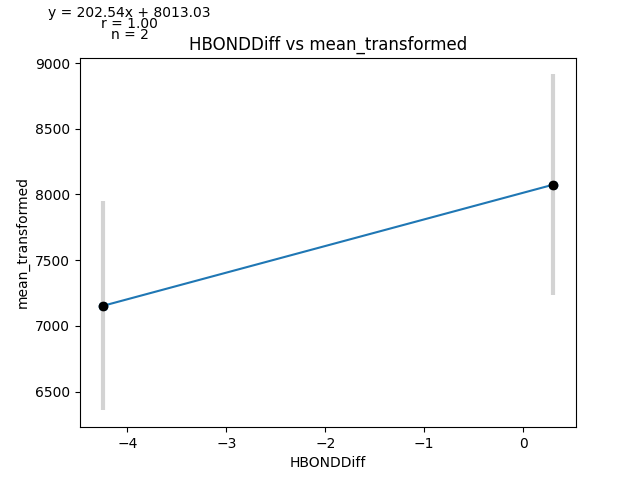 y = 202.54x + 8013.03
r = 1.00
n = 2
HBONDDiff vs mean_transformed
9000
8500
8000
7500
7000
6500
mean_transformed
−4
−3
−2
−1
0
HBONDDiff